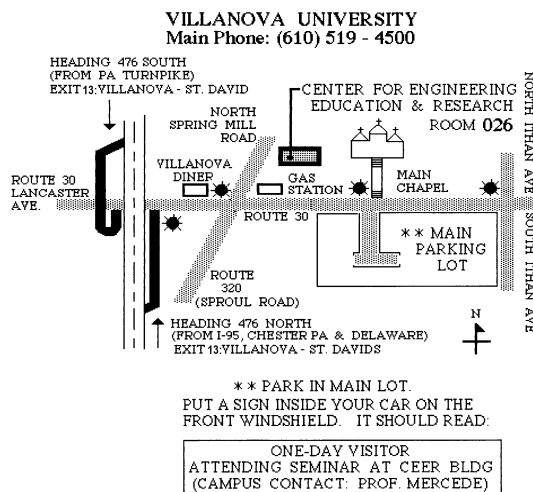 VILLANOVA UNIVERSITY
Main Phone: (610) 519 - 4500
HEADING 476 SOUTH
(FROM PA TURNPIKE)
EXIT 13: VILLANOVA - ST. DAVID
CENTER FOR ENGINEERING
EDUCATION & RESEARCH
ROOM 026
NORTH
SPRING MILL
ROAD
NORTH ITHAN AVE
VILLANOVA
DINER
GAS
STATION
MAIN
CHAPEL
ROUTE 30
LANCASTER
AVE.
ROUTE 30
** MAIN
PARKING
LOT
SOUTH ITHAN AVE
ROUTE
320
(SPROUL ROAD)
N
HEADING 476 NORTH
(FROM I-95, CHESTER PA & DELAWARE)
EXIT 13:VILLANOVA - ST. DAVIDS
** PARK IN MAIN LOT.
PUT A SIGN INSIDE YOUR CAR ON THE
FRONT WINDSHIELD. IT SHOULD READ:
ONE-DAY VISITOR
ATTENDING SEMINAR AT CEER BLDG
(CAMPUS CONTACT: PROF. MERCEDE)